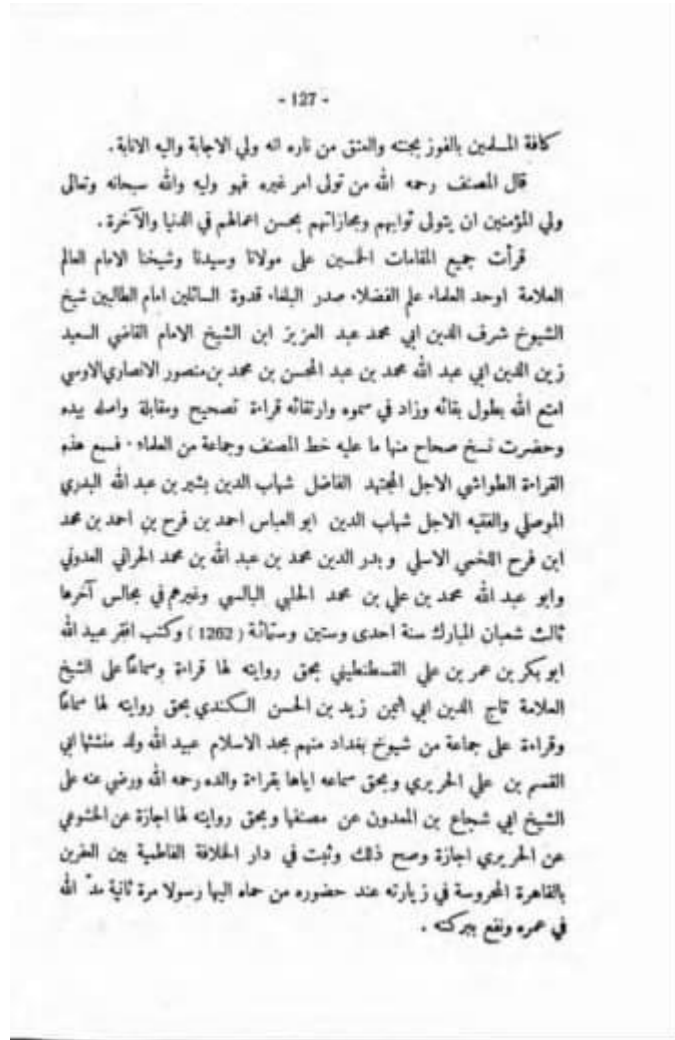 - 127 -
كافة المسلمين بالفوز بجنته والعتق من ناره انه ولي الاجابة واليه الانابة .
قال المصنف رحمه الله من تولى امر غيره فهو وليه والله سبحانه وتعالى
ولي المؤمنين ان يتولى ثوابهم ومجازاتهم بحسن اعمالهم في الدنيا والآخرة .
قرأت جميع المقامات الخمسين على مولانا وسيدنا وشيخنا الامام العالم
العلامة اوحد العلماء علم الفضلاء صدر البلغاء قدوة السائلين امام الطالبين شيخ
الشيوخ شرف الدين ابي محمد عبد العزيز ابن الشيخ الامام القاضي السعيد
زين الدين ابي عبد الله محمد بن عبد المحسن بن محمد بن منصور الانصاري الاوسي
امتع الله بطول بقائه وزاد في سموه وارتقائه قراءة تصحيح ومقابلة واصله بيده
وحضرت نسخ صحاح منها ما عليه خط المصنف وجماعة من العلماء . فسمع هذه
القراءة الطواشي الاجل المجتهد الفاضل شهاب الدين بشير بن عبد الله البدري
الموصلي والفقيه الاجل شهاب الدين ابو العباس احمد بن فرح بن احمد بن محمد
ابن فرح اللخمي الاسلي وبدر الدين محمد بن عبد الله بن محمد الحراني العدوني
وابو عبد الله محمد بن علي بن محمد الحلبي البالسي وغيرهم في مجالس آخرها
ثالث شعبان المبارك سنة احدى وستين وستمائة ( 1262 ) وكتب افقر عبيد الله
ابو بكر بن عمر بن علي القسطنطيني بحق روايته لها قراءة وسماعاً على الشيخ
العلامة تاج الدين ابي اليمن زيد بن الحسن الكندي بحق روايته لها سماعاً
وقراءة على جماعة من شيوخ بغداد منهم مجد الاسلام عبيد الله ولد منشئها ابي
القسم بن علي الحريري وبحق سماعه اياها بقراءة والده رحمه الله ورضي عنه على
الشيخ ابي شجاع بن المعدون عن مصنفها وبحق روايته لها اجازة عن الخشوعي
عن الحريري اجازة وصح ذلك وثبت في دار الخلافة الفاطمية بين القصرين
بالقاهرة المحروسة في زيارته عند حضوره من حماه اليها رسولا مرة ثانية مدّ الله
في عمره ونفع ببركته .